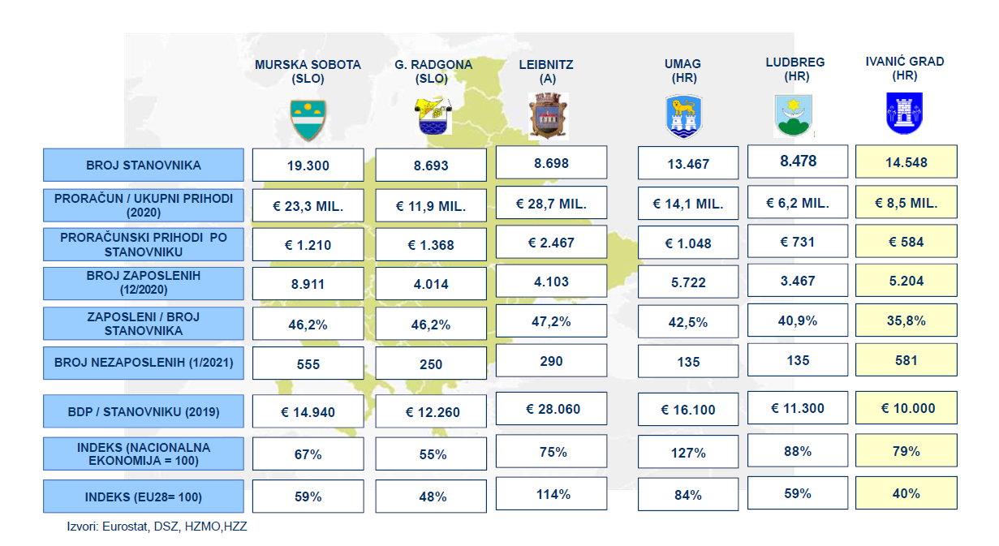 MURSKA SOBOTA G. RADGONA LEIBNITZ UMAG LUDBREG IVANIĆ GRAD
(SLO) (SLO) (A) (HR) (HR) (HR)
BROJ STANOVNIKA 19.300 8.693 8.698 13.467 8.478 14.548
PRORAČUN / UKUPNI PRIHODI
(2020) € 23,3 MIL. € 11,9 MIL. € 28,7 MIL. € 14,1 MIL. € 6,2 MIL. € 8,5 MIL.
PRORAČUNSKI PRIHODI PO
STANOVNIKU € 1.210 € 1.368 € 2.467 € 1.048 € 731 € 584
BROJ ZAPOSLENIH
(12/2020) 8.911 4.014 4.103 5.722 3.467 5.204
ZAPOSLENI / BROJ
STANOVNIKA 46,2% 46,2% 47,2% 42,5% 40,9% 35,8%
BROJ NEZAPOSLENIH (1/2021) 555 250 290 135 135 581
BDP / STANOVNIKU (2019) € 14.940 € 12.260 € 28.060 € 16.100 € 11.300 € 10.000
INDEKS (NACIONALNA
EKONOMIJA = 100) 67% 55% 75% 127% 88% 79%
INDEKS (EU28= 100) 59% 48% 114% 84% 59% 40%
Izvori: Eurostat, DSZ, HZMO,HZZ